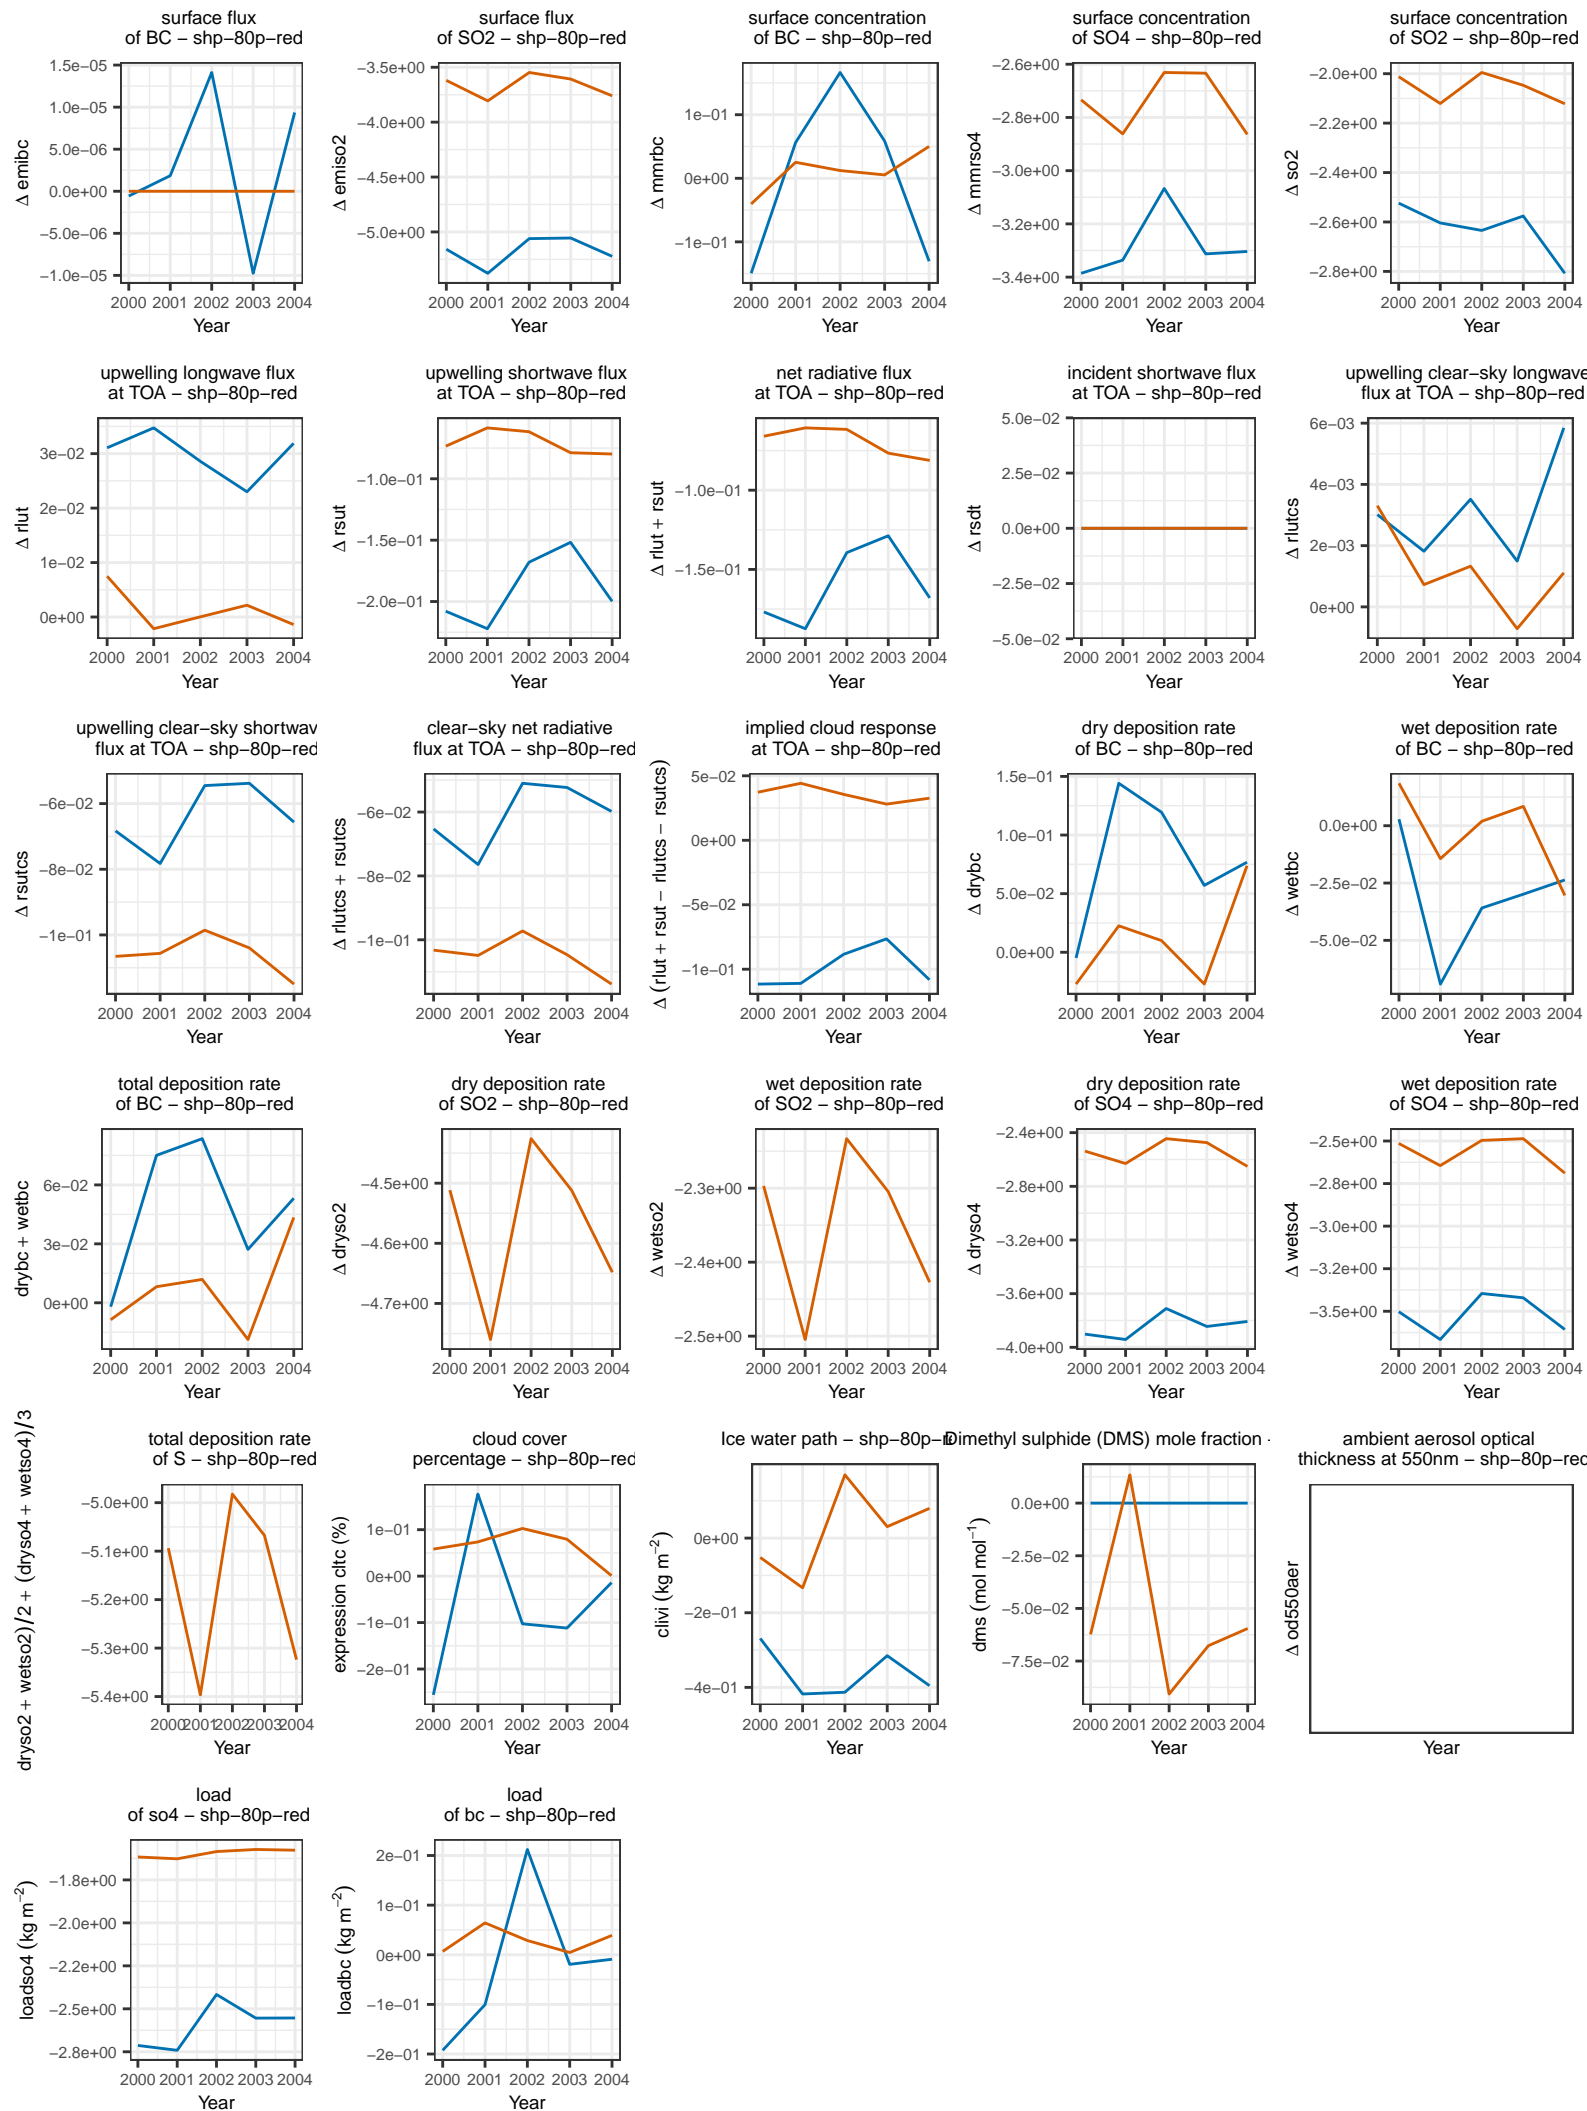 surface flux
of BC − shp−80p−red
Δ emibc
1.5e−05
1.0e−05
5.0e−06
0.0e+00
−5.0e−06
−1.0e−05
2000 2001 2002 2003 2004
Year
surface flux
of SO2 − shp−80p−red
Δ emiso2
−3.5e+00
−4.0e+00
−4.5e+00
−5.0e+00
2000 2001 2002 2003 2004
Year
surface concentration
of BC − shp−80p−red
Δ mmrbc
1e−01
0e+00
−1e−01
2000 2001 2002 2003 2004
Year
surface concentration
of SO4 − shp−80p−red
Δ mmrso4
−2.6e+00
−2.8e+00
−3.0e+00
−3.2e+00
−3.4e+00
2000 2001 2002 2003 2004
Year
surface concentration
of SO2 − shp−80p−red
Δ so2
−2.0e+00
−2.2e+00
−2.4e+00
−2.6e+00
−2.8e+00
2000 2001 2002 2003 2004
Year
upwelling longwave flux
at TOA − shp−80p−red
Δ rlut
3e−02
2e−02
1e−02
0e+00
2000 2001 2002 2003 2004
Year
upwelling shortwave flux
at TOA − shp−80p−red
Δ rsut
−1.0e−01
−1.5e−01
−2.0e−01
2000 2001 2002 2003 2004
Year
net radiative flux
at TOA − shp−80p−red
Δ rlut + rsut
−1.0e−01
−1.5e−01
2000 2001 2002 2003 2004
Year
incident shortwave flux
at TOA − shp−80p−red
Δ rsdt
5.0e−02
2.5e−02
0.0e+00
−2.5e−02
−5.0e−02
2000 2001 2002 2003 2004
Year
upwelling clear−sky longwave
flux at TOA − shp−80p−red
Δ rlutcs
6e−03
4e−03
2e−03
0e+00
2000 2001 2002 2003 2004
Year
upwelling clear−sky shortwav
flux at TOA − shp−80p−red
Δ rsutcs
−6e−02
−8e−02
−1e−01
2000 2001 2002 2003 2004
Year
clear−sky net radiative
flux at TOA − shp−80p−red
Δ rlutcs + rsutcs
−6e−02
−8e−02
−1e−01
2000 2001 2002 2003 2004
Year
implied cloud response
at TOA − shp−80p−red
Δ (rlut + rsut − rlutcs − rsutcs)
5e−02
0e+00
−5e−02
−1e−01
2000 2001 2002 2003 2004
Year
dry deposition rate
of BC − shp−80p−red
Δ drybc
1.5e−01
1.0e−01
5.0e−02
0.0e+00
2000 2001 2002 2003 2004
Year
wet deposition rate
of BC − shp−80p−red
Δ wetbc
0.0e+00
−2.5e−02
−5.0e−02
2000 2001 2002 2003 2004
Year
total deposition rate
of BC − shp−80p−red
drybc + wetbc
6e−02
3e−02
0e+00
2000 2001 2002 2003 2004
Year
dry deposition rate
of SO2 − shp−80p−red
Δ dryso2
−4.5e+00
−4.6e+00
−4.7e+00
2000 2001 2002 2003 2004
Year
wet deposition rate
of SO2 − shp−80p−red
Δ wetso2
−2.3e+00
−2.4e+00
−2.5e+00
2000 2001 2002 2003 2004
Year
dry deposition rate
of SO4 − shp−80p−red
Δ dryso4
−2.4e+00
−2.8e+00
−3.2e+00
−3.6e+00
−4.0e+00
2000 2001 2002 2003 2004
Year
wet deposition rate
of SO4 − shp−80p−red
Δ wetso4
−2.5e+00
−2.8e+00
−3.0e+00
−3.2e+00
−3.5e+00
2000 2001 2002 2003 2004
Year
total deposition rate
of S − shp−80p−red
dryso2 + wetso2)/2 + (dryso4 + wetso4)/3
−5.0e+00
−5.1e+00
−5.2e+00
−5.3e+00
−5.4e+00
2000 2001 2002 2003 2004
Year
cloud cover
percentage − shp−80p−red
expression cltc (%)
1e−01
0e+00
−1e−01
−2e−01
2000 2001 2002 2003 2004
Year
Ice water path − shp−80p−r
clivi (kg m⁻²)
0e+00
−2e−01
−4e−01
2000 2001 2002 2003 2004
Year
Dimethyl sulphide (DMS) mole fraction −
dms (mol mol⁻¹)
0.0e+00
−2.5e−02
−5.0e−02
−7.5e−02
2000 2001 2002 2003 2004
Year
ambient aerosol optical
thickness at 550nm − shp−80p−red
Δ od550aer
Year
load
of so4 − shp−80p−red
loadso4 (kg m⁻²)
−1.8e+00
−2.0e+00
−2.2e+00
−2.5e+00
−2.8e+00
2000 2001 2002 2003 2004
Year
load
of bc − shp−80p−red
loadbc (kg m⁻²)
2e−01
1e−01
0e+00
−1e−01
−2e−01
2000 2001 2002 2003 2004
Year